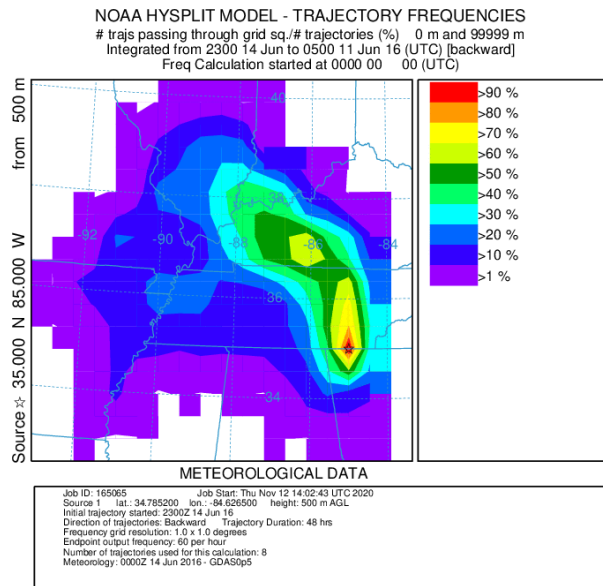 NOAA HYSPLIT MODEL - TRAJECTORY FREQUENCIES
# trajs passing through grid sq./# trajectories (%) 0 m and 99999 m
Integrated from 2300 14 Jun to 0500 11 Jun 16 (UTC) [backward]
Freq Calculation started at 0000 00 00 (UTC)
Source ☆ 35.000 N 85.000 W from 500 m
40
38
36
34
-92
-90
-88
-86
-84
>90 %
>80 %
>70 %
>60 %
>50 %
>40 %
>30 %
>20 %
>10 %
>1 %
METEOROLOGICAL DATA
Job ID: 165065 Job Start: Thu Nov 12 14:02:43 UTC 2020
Source 1 lat.: 34.785200 lon.: -84.626500 height: 500 m AGL
Initial trajectory started: 2300Z 14 Jun 16
Direction of trajectories: Backward Trajectory Duration: 48 hrs
Frequency grid resolution: 1.0 x 1.0 degrees
Endpoint output frequency: 60 per hour
Number of trajectories used for this calculation: 8
Meteorology: 0000Z 14 Jun 2016 - GDAS0p5